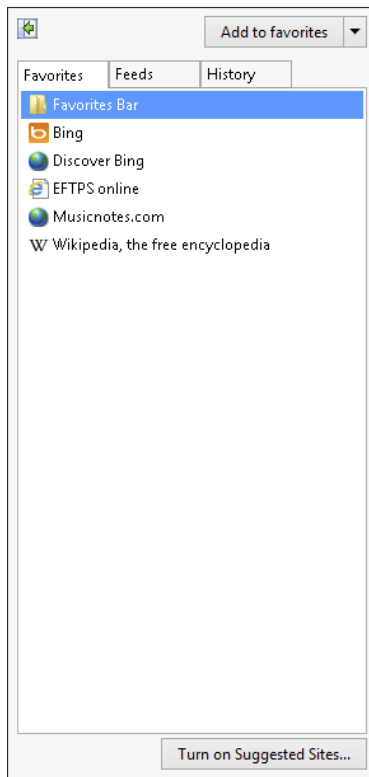 Add to favorites
Favorites Feeds History
Favorites Bar
Bing
Discover Bing
EFTPS online
Musicnotes.com
W Wikipedia, the free encyclopedia
Turn on Suggested Sites...